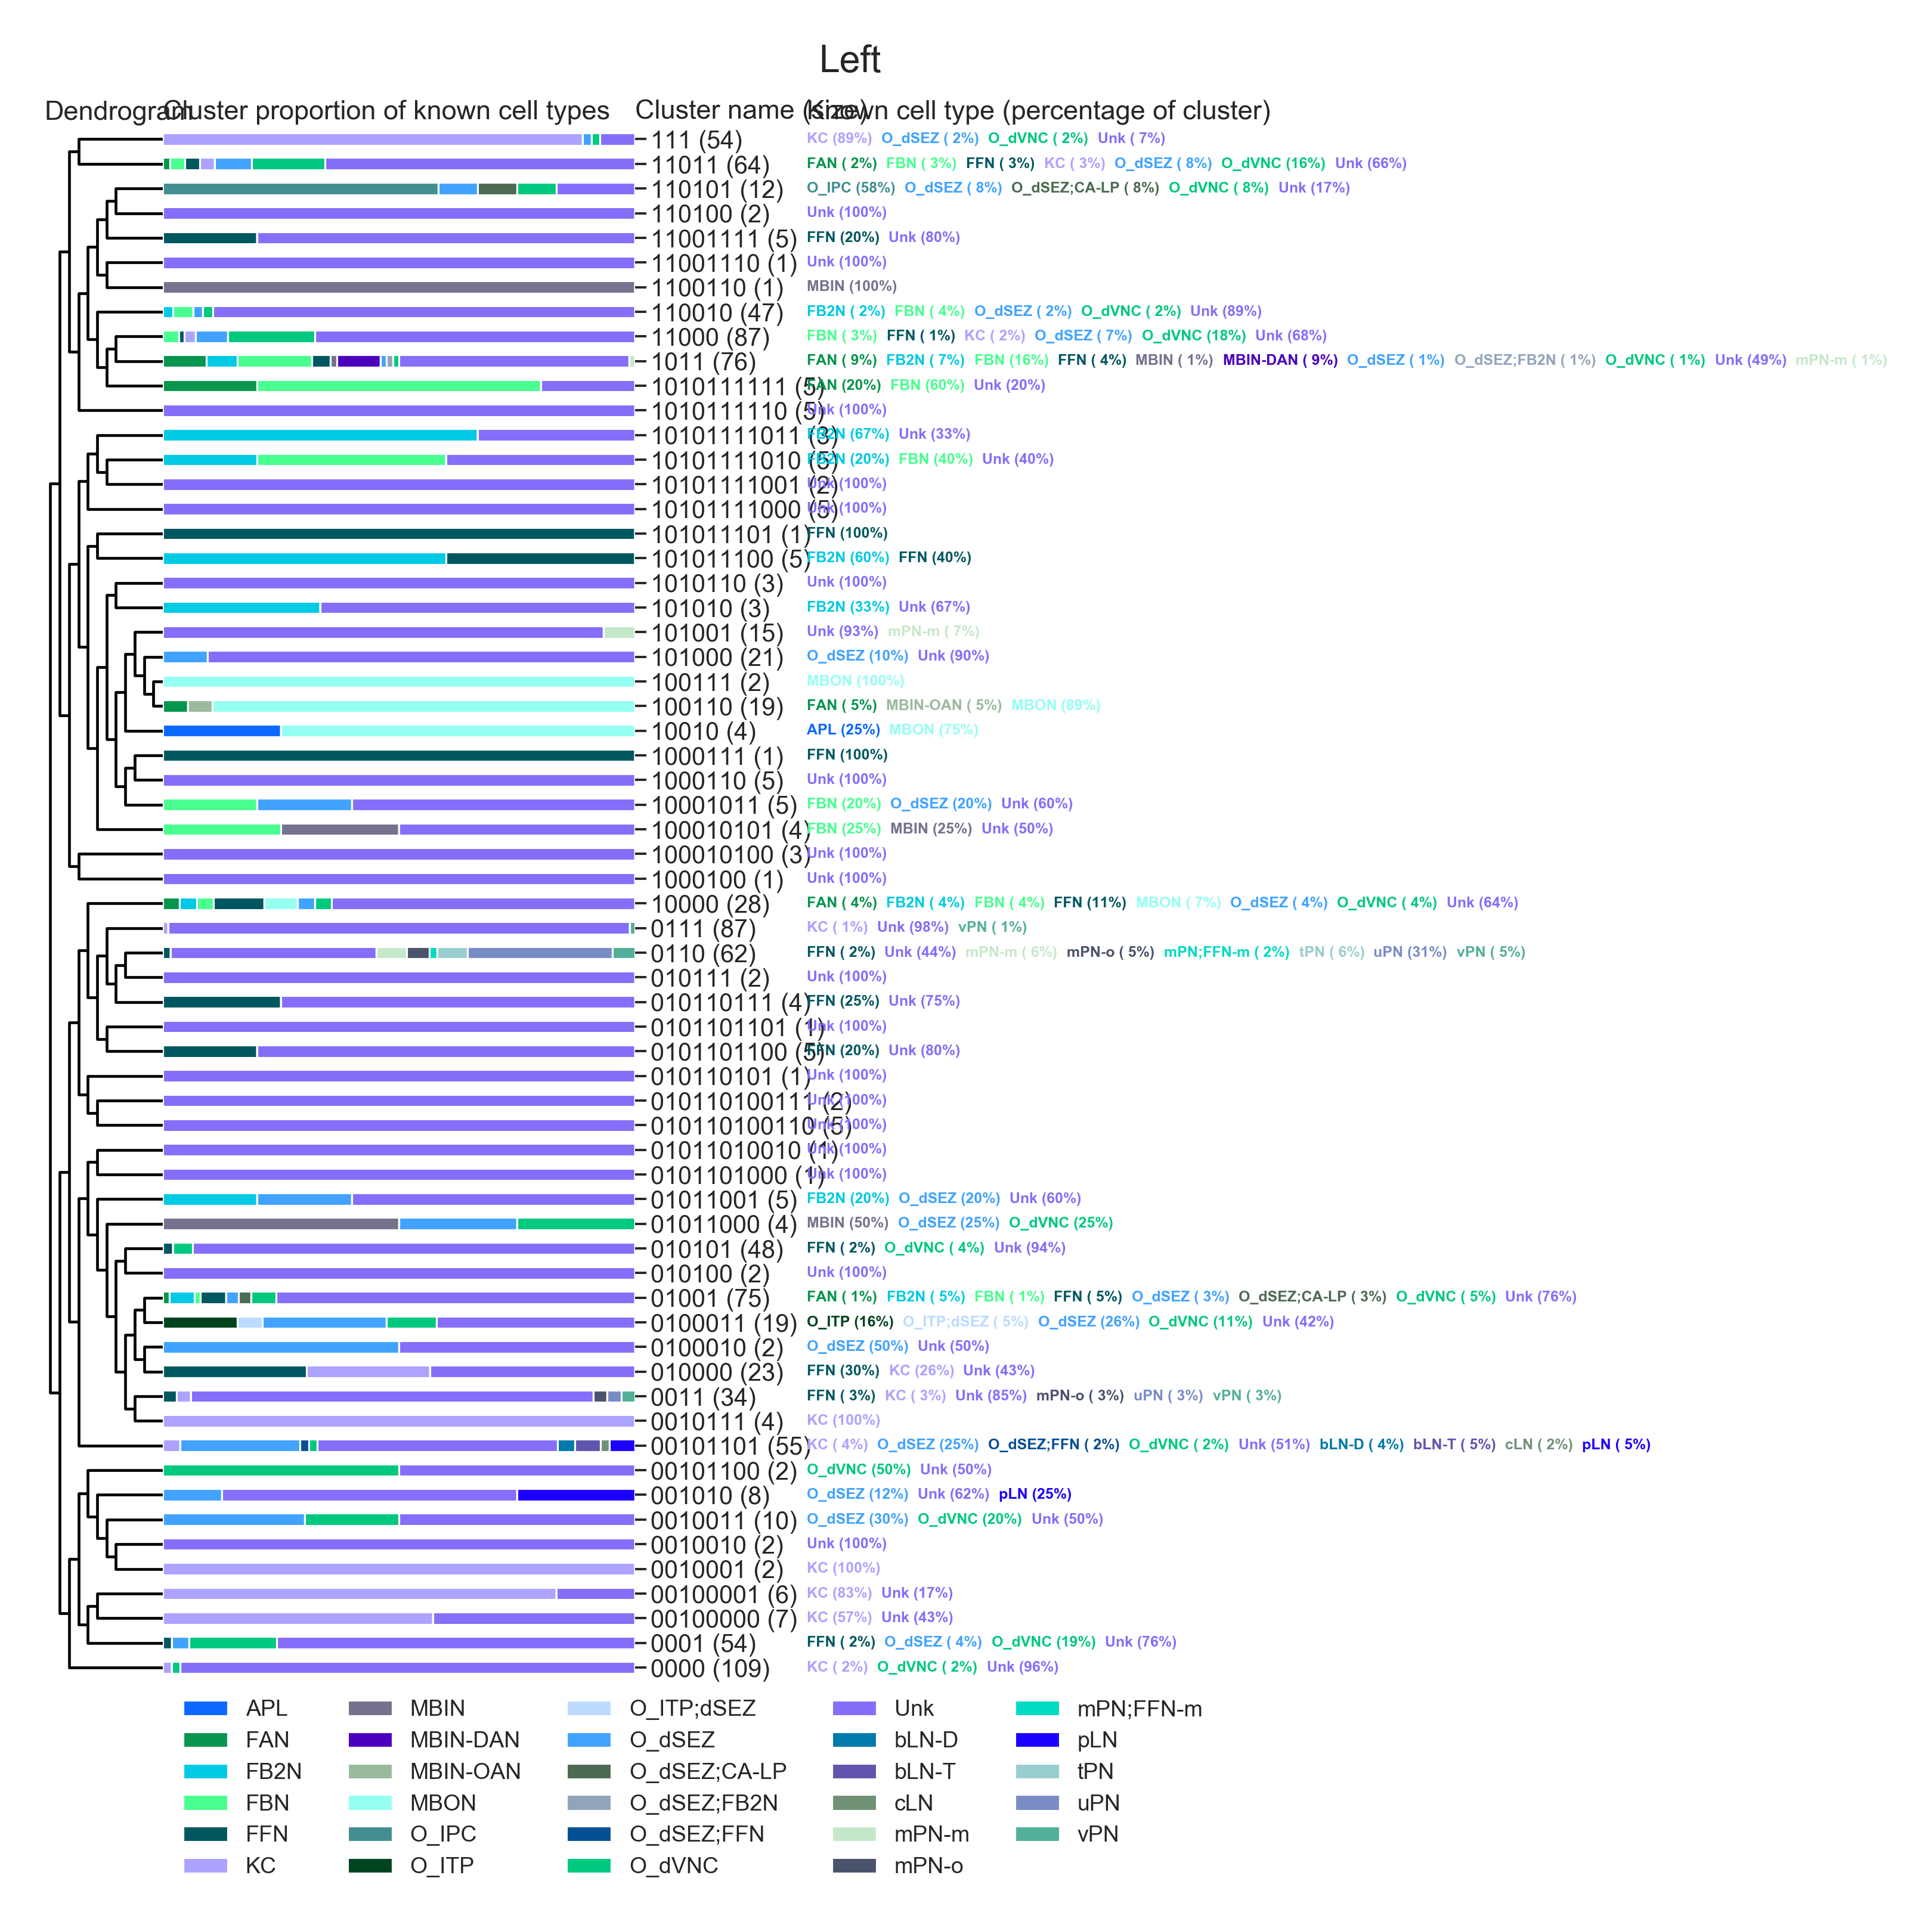 Left
Dendrogram Cluster proportion of known cell types Cluster name (size) Known cell type (percentage of cluster)
111 (54) KC (89%) O_dSEZ ( 2%) O_dVNC ( 2%) Unk ( 7%)
11011 (64) FAN ( 2%) FBN ( 3%) FFN ( 3%) KC ( 3%) O_dSEZ ( 8%) O_dVNC (16%) Unk (66%)
110101 (12) O_IPC (58%) O_dSEZ ( 8%) O_dSEZ;CA-LP ( 8%) O_dVNC ( 8%) Unk (17%)
110100 (2) Unk (100%)
11001111 (5) FFN (20%) Unk (80%)
11001110 (1) Unk (100%)
1100110 (1) MBIN (100%)
110010 (47) FB2N ( 2%) FBN ( 4%) O_dSEZ ( 2%) O_dVNC ( 2%) Unk (89%)
11000 (87) FBN ( 3%) FFN ( 1%) KC ( 2%) O_dSEZ ( 7%) O_dVNC (18%) Unk (68%)
1011 (76) FAN ( 9%) FB2N ( 7%) FBN (16%) FFN ( 4%) MBIN ( 1%) MBIN-DAN ( 9%) O_dSEZ ( 1%) O_dSEZ;FB2N ( 1%) O_dVNC ( 1%) Unk (49%) mPN-m ( 1%)
1010111111 (5) FAN (20%) FBN (60%) Unk (20%)
1010111110 (5) Unk (100%)
10101111011 (3) FB2N (67%) Unk (33%)
10101111010 (5) FB2N (20%) FBN (40%) Unk (40%)
10101111001 (2) Unk (100%)
10101111000 (5) Unk (100%)
101011101 (1) FFN (100%)
101011100 (5) FB2N (60%) FFN (40%)
1010110 (3) Unk (100%)
101010 (3) FB2N (33%) Unk (67%)
101001 (15) Unk (93%) mPN-m ( 7%)
101000 (21) O_dSEZ (10%) Unk (90%)
100111 (2) MBON (100%)
100110 (19) FAN ( 5%) MBIN-OAN ( 5%) MBON (89%)
10010 (4) APL (25%) MBON (75%)
1000111 (1) FFN (100%)
1000110 (5) Unk (100%)
10001011 (5) FBN (20%) O_dSEZ (20%) Unk (60%)
100010101 (4) FBN (25%) MBIN (25%) Unk (50%)
100010100 (3) Unk (100%)
1000100 (1) Unk (100%)
10000 (28) FAN ( 4%) FB2N ( 4%) FBN ( 4%) FFN (11%) MBON ( 7%) O_dSEZ ( 4%) O_dVNC ( 4%) Unk (64%)
0111 (87) KC ( 1%) Unk (98%) vPN ( 1%)
0110 (62) FFN ( 2%) Unk (44%) mPN-m ( 6%) mPN-o ( 5%) mPN;FFN-m ( 2%) tPN ( 6%) uPN (31%) vPN ( 5%)
010111 (2) Unk (100%)
010110111 (4) FFN (25%) Unk (75%)
0101101101 (1) Unk (100%)
0101101100 (5) FFN (20%) Unk (80%)
010110101 (1) Unk (100%)
010110100111 (2) Unk (100%)
010110100110 (5) Unk (100%)
01011010010 (1) Unk (100%)
0101101000 (1) Unk (100%)
01011001 (5) FB2N (20%) O_dSEZ (20%) Unk (60%)
01011000 (4) MBIN (50%) O_dSEZ (25%) O_dVNC (25%)
010101 (48) FFN ( 2%) O_dVNC ( 4%) Unk (94%)
010100 (2) Unk (100%)
01001 (75) FAN ( 1%) FB2N ( 5%) FBN ( 1%) FFN ( 5%) O_dSEZ ( 3%) O_dSEZ;CA-LP ( 3%) O_dVNC ( 5%) Unk (76%)
0100011 (19) O_ITP (16%) O_ITP;dSEZ ( 5%) O_dSEZ (26%) O_dVNC (11%) Unk (42%)
0100010 (2) O_dSEZ (50%) Unk (50%)
010000 (23) FFN (30%) KC (26%) Unk (43%)
0011 (34) FFN ( 3%) KC ( 3%) Unk (85%) mPN-o ( 3%) uPN ( 3%) vPN ( 3%)
0010111 (4) KC (100%)
00101101 (55) KC ( 4%) O_dSEZ (25%) O_dSEZ;FFN ( 2%) O_dVNC ( 2%) Unk (51%) bLN-D ( 4%) bLN-T ( 5%) cLN ( 2%) pLN ( 5%)
00101100 (2) O_dVNC (50%) Unk (50%)
001010 (8) O_dSEZ (12%) Unk (62%) pLN (25%)
0010011 (10) O_dSEZ (30%) O_dVNC (20%) Unk (50%)
0010010 (2) Unk (100%)
0010001 (2) KC (100%)
00100001 (6) KC (83%) Unk (17%)
00100000 (7) KC (57%) Unk (43%)
0001 (54) FFN ( 2%) O_dSEZ ( 4%) O_dVNC (19%) Unk (76%)
0000 (109) KC ( 2%) O_dVNC ( 2%) Unk (96%)
APL MBIN O_ITP;dSEZ Unk mPN;FFN-m
FAN MBIN-DAN O_dSEZ bLN-D pLN
FB2N MBIN-OAN O_dSEZ;CA-LP bLN-T tPN
FBN MBON O_dSEZ;FB2N cLN uPN
FFN O_IPC O_dSEZ;FFN mPN-m vPN
KC O_ITP O_dVNC mPN-o